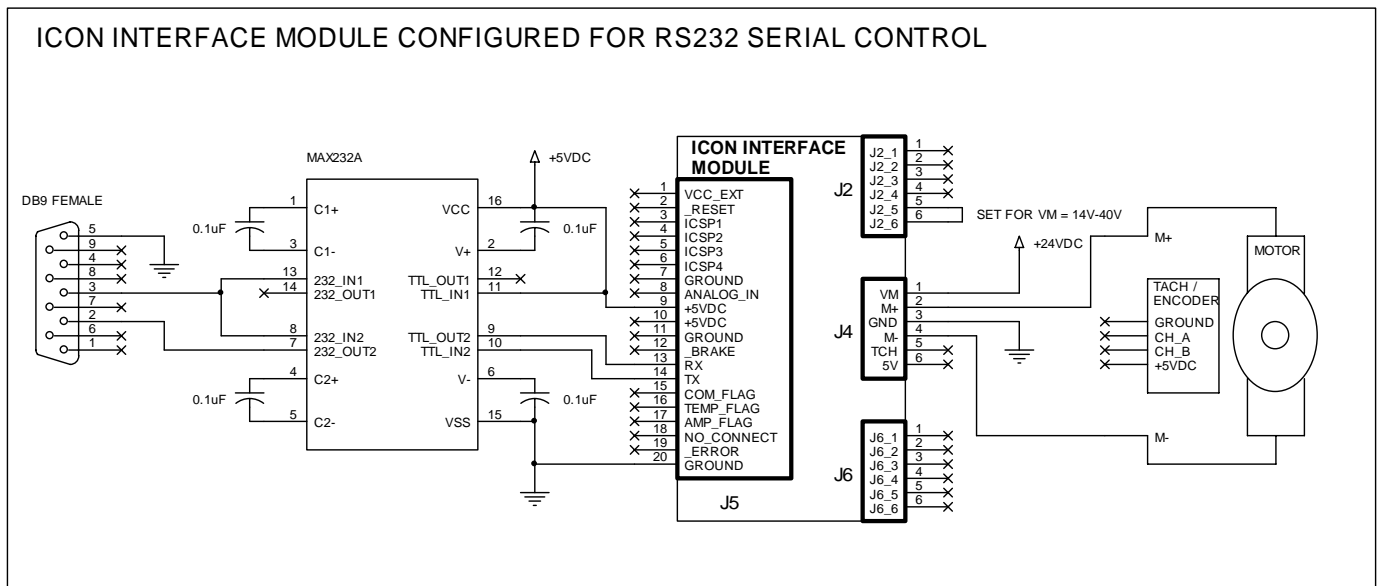 ICON INTERFACE MODULE CONFIGURED FOR RS232 SERIAL CONTROL
DB9 FEMALE
5
9
4
8
3
7
2
6
1
0.1uF
0.1uF
MAX232A
1 C1+
3 C1-
13 232_IN1
14 232_OUT1
8 232_IN2
7 232_OUT2
4 C2+
5 C2-
VCC 16
V+ 2
TTL_OUT1 12
TTL_IN1 11
TTL_OUT2 9
TTL_IN2 10
V- 6
VSS 15
+5VDC
0.1uF
0.1uF
ICON INTERFACE
MODULE
1 VCC_EXT
2 _RESET
3 ICSP1
4 ICSP2
5 ICSP3
6 ICSP4
7 GROUND
8 ANALOG_IN
9 +5VDC
10 +5VDC
11 GROUND
12 _BRAKE
13 RX
14 TX
15 COM_FLAG
16 TEMP_FLAG
17 AMP_FLAG
18 NO_CONNECT
19 _ERROR
20 GROUND
J5
J2
J2_1 1
J2_2 2
J2_3 3
J2_4 4
J2_5 5
J2_6 6
SET FOR VM = 14V-40V
+24VDC
J4
VM 1
M+ 2
GND 3
M- 4
TCH 5
5V 6
J6
J6_1 1
J6_2 2
J6_3 3
J6_4 4
J6_5 5
J6_6 6
M+
TACH /
ENCODER
GROUND
CH_A
CH_B
+5VDC
M-
MOTOR